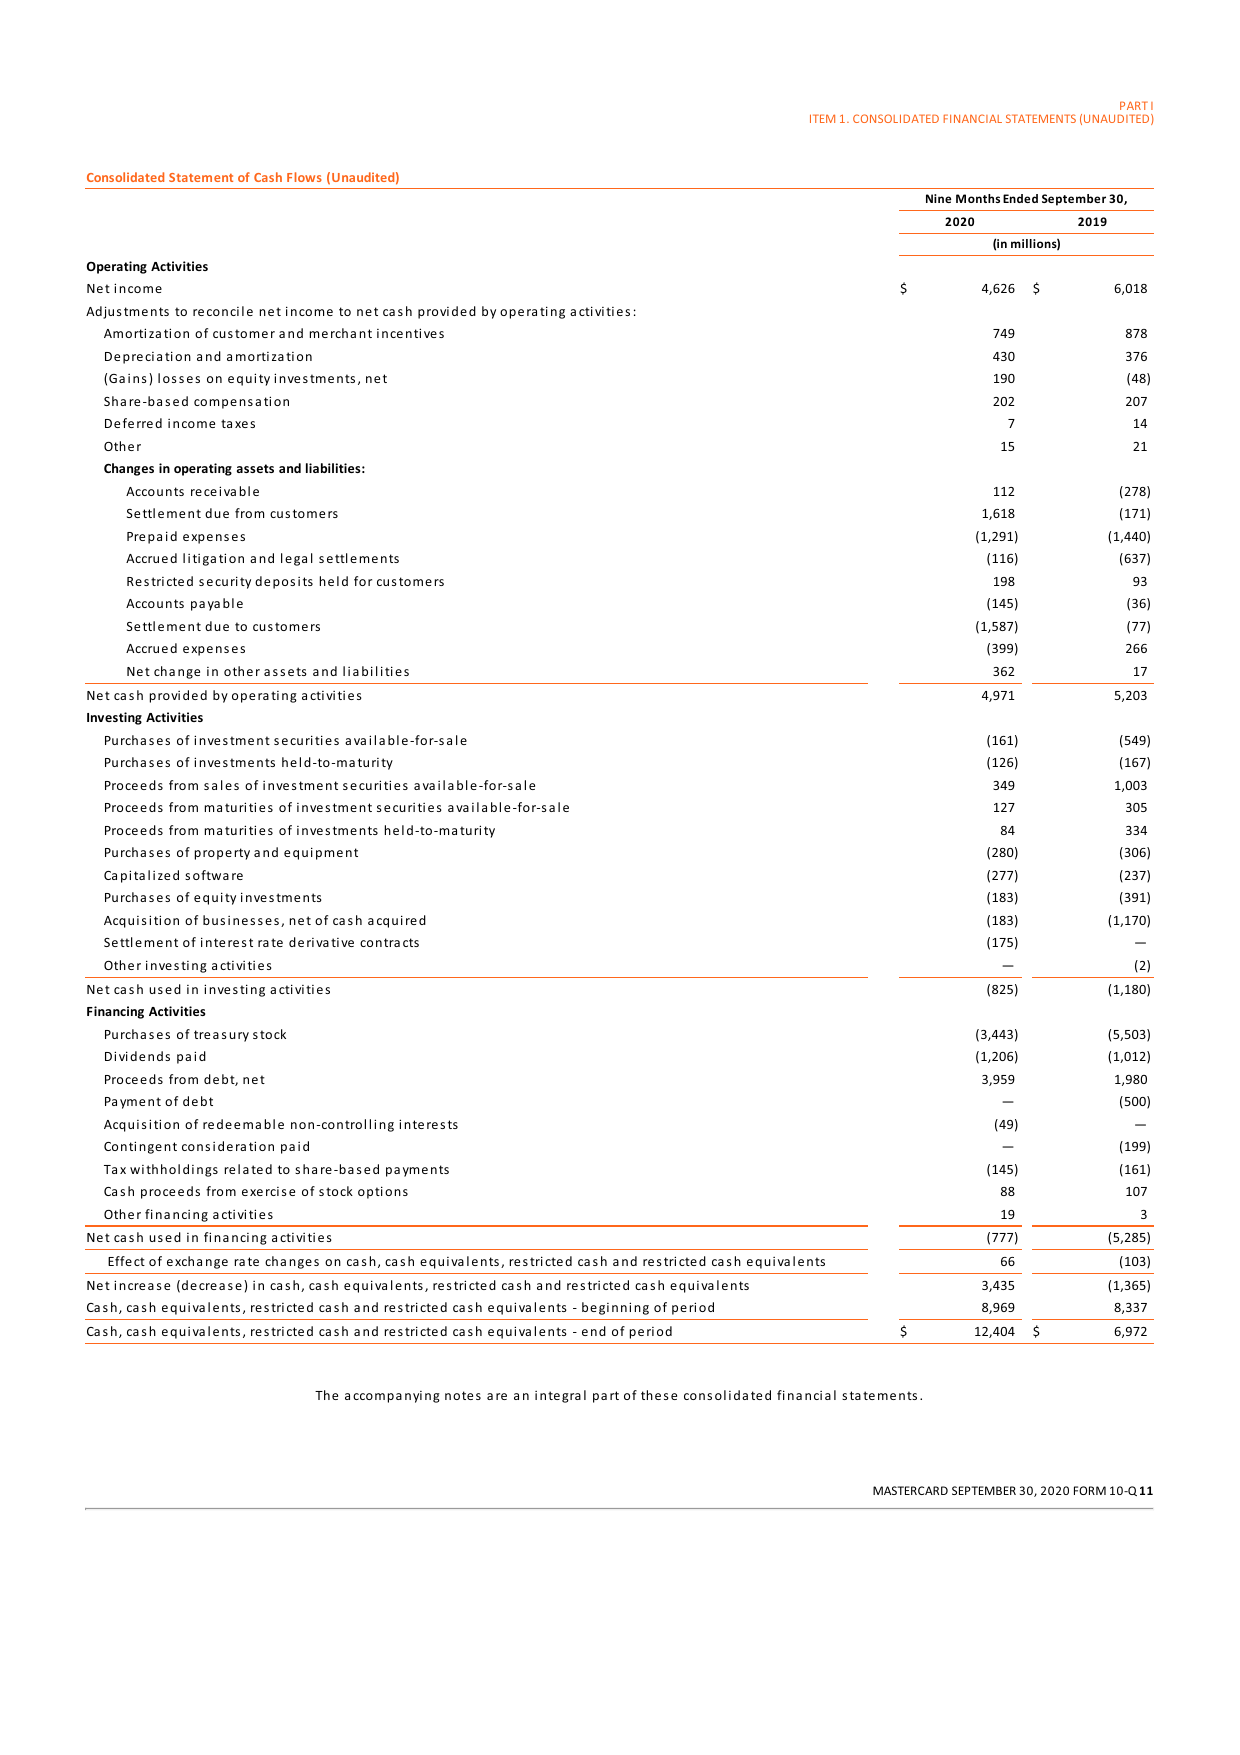 PART I
ITEM 1. CONSOLIDATED FINANCIAL STATEMENTS (UNAUDITED)
Consolidated Statement of Cash Flows (Unaudited)
Nine Months Ended September 30,
2020 2019
(in millions)
Operating Activities
Net income $ 4,626 $ 6,018
Adjustments to reconcile net income to net cash provided by operating activities:
Amortization of customer and merchant incentives 749 878
Depreciation and amortization 430 376
(Gains) losses on equity investments, net 190 (48)
Share-based compensation 202 207
Deferred income taxes 7 14
Other 15 21
Changes in operating assets and liabilities:
Accounts receivable 112 (278)
Settlement due from customers 1,618 (171)
Prepaid expenses (1,291) (1,440)
Accrued litigation and legal settlements (116) (637)
Restricted security deposits held for customers 198 93
Accounts payable (145) (36)
Settlement due to customers (1,587) (77)
Accrued expenses (399) 266
Net change in other assets and liabilities 362 17
Net cash provided by operating activities 4,971 5,203
Investing Activities
Purchases of investment securities available-for-sale (161) (549)
Purchases of investments held-to-maturity (126) (167)
Proceeds from sales of investment securities available-for-sale 349 1,003
Proceeds from maturities of investment securities available-for-sale 127 305
Proceeds from maturities of investments held-to-maturity 84 334
Purchases of property and equipment (280) (306)
Capitalized software (277) (237)
Purchases of equity investments (183) (391)
Acquisition of businesses, net of cash acquired (183) (1,170)
Settlement of interest rate derivative contracts (175) —
Other investing activities — (2)
Net cash used in investing activities (825) (1,180)
Financing Activities
Purchases of treasury stock (3,443) (5,503)
Dividends paid (1,206) (1,012)
Proceeds from debt, net 3,959 1,980
Payment of debt — (500)
Acquisition of redeemable non-controlling interests (49) —
Contingent consideration paid — (199)
Tax withholdings related to share-based payments (145) (161)
Cash proceeds from exercise of stock options 88 107
Other financing activities 19 3
Net cash used in financing activities (777) (5,285)
Effect of exchange rate changes on cash, cash equivalents, restricted cash and restricted cash equivalents 66 (103)
Net increase (decrease) in cash, cash equivalents, restricted cash and restricted cash equivalents 3,435 (1,365)
Cash, cash equivalents, restricted cash and restricted cash equivalents - beginning of period 8,969 8,337
Cash, cash equivalents, restricted cash and restricted cash equivalents - end of period $ 12,404 $ 6,972
The accompanying notes are an integral part of these consolidated financial statements.
MASTERCARD SEPTEMBER 30, 2020 FORM 10-Q 11